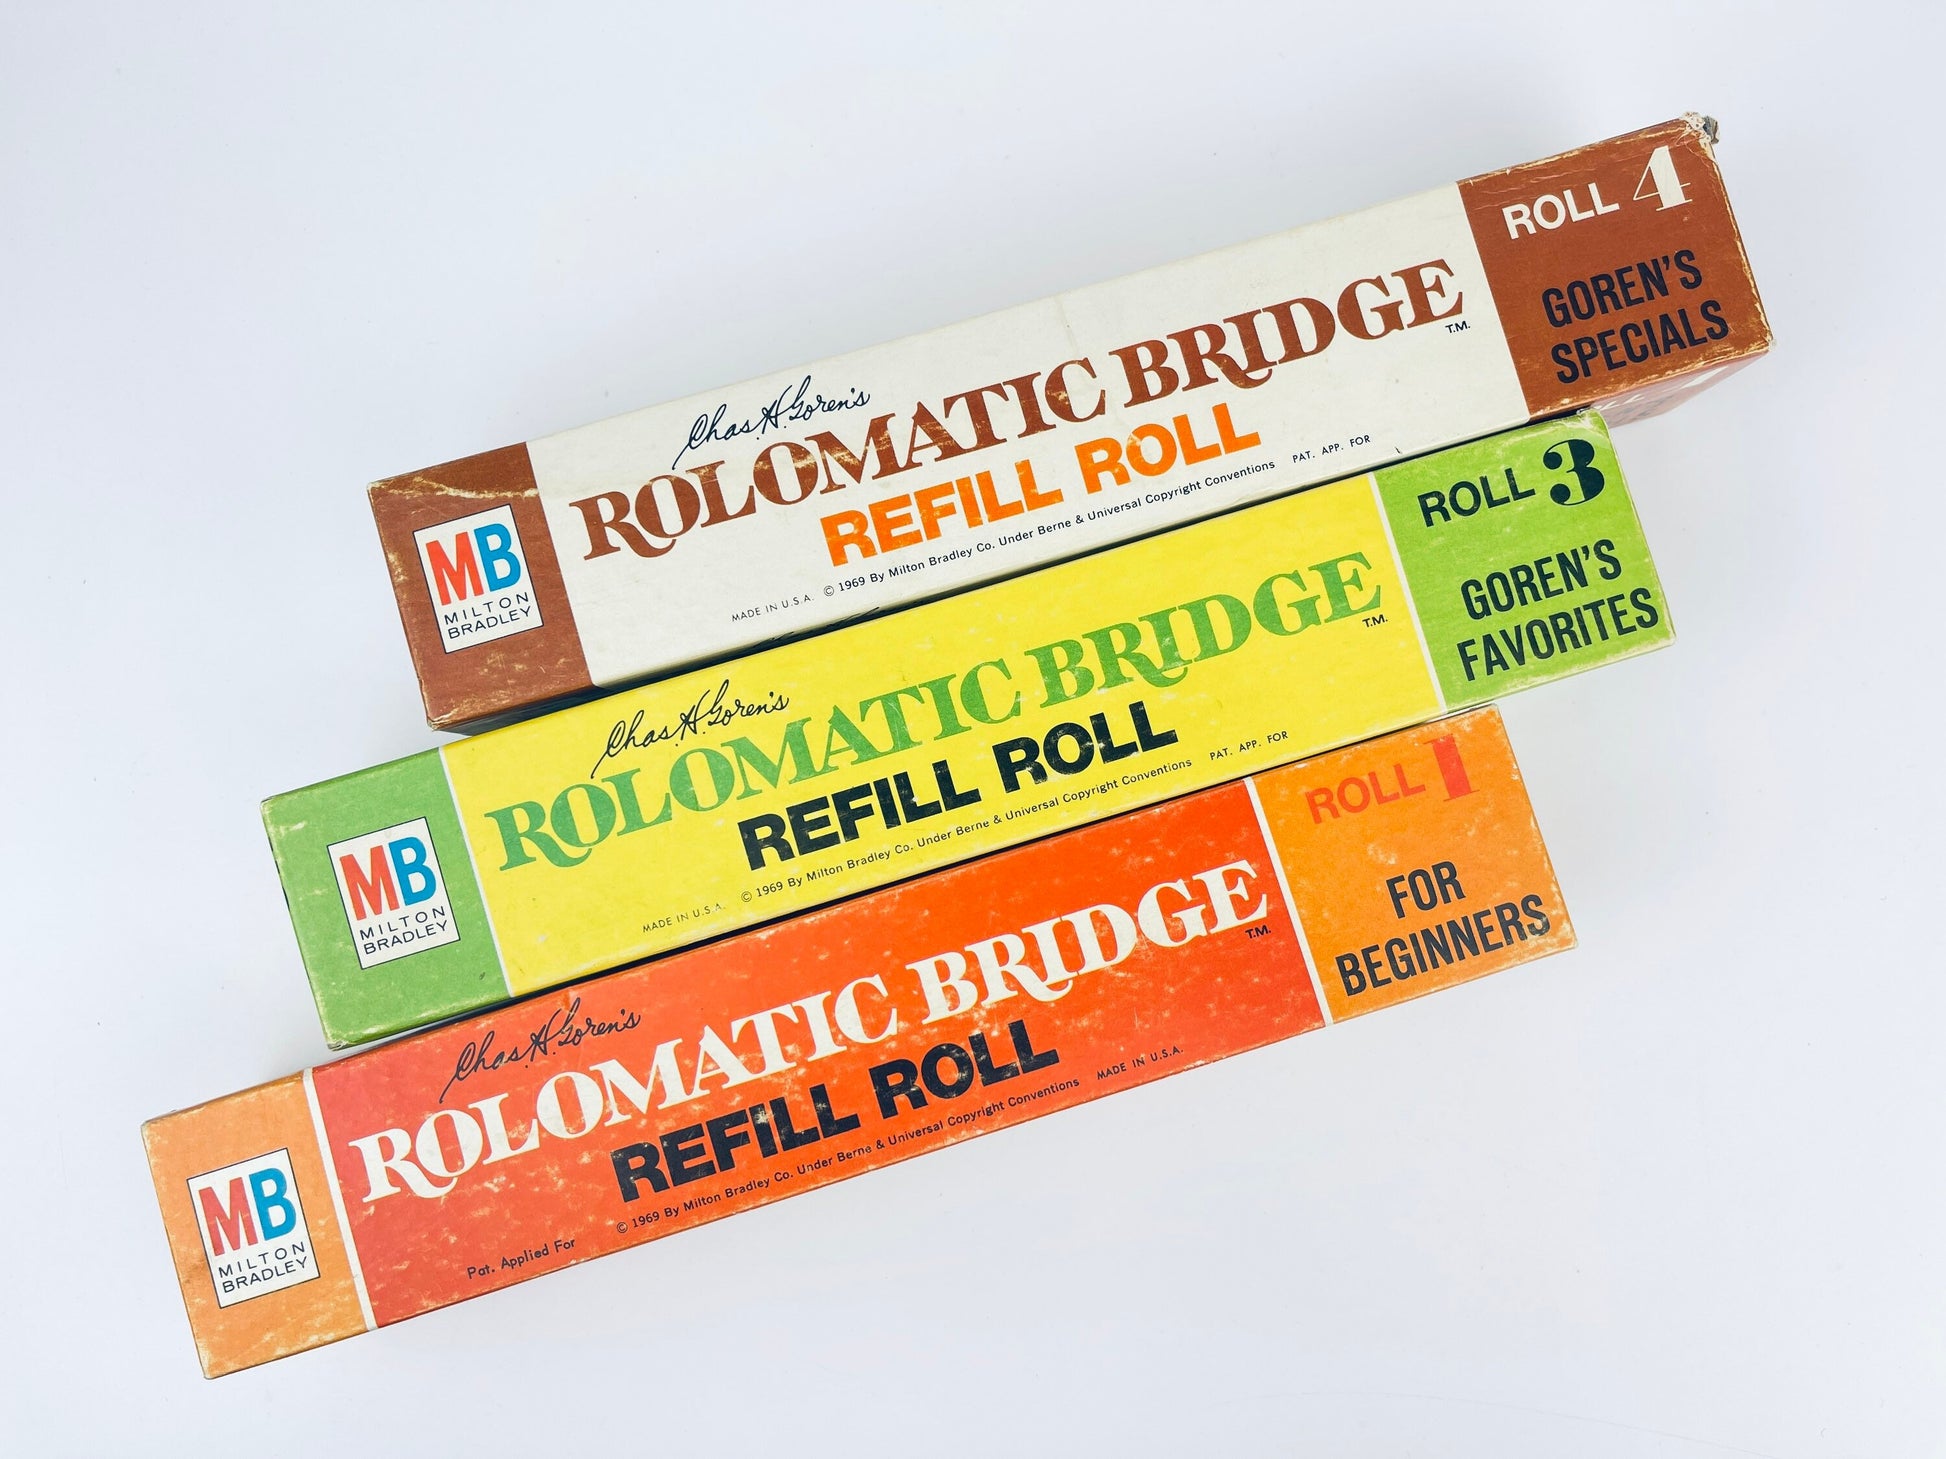 Chas. H. Goren's
ROLOMATIC BRIDGE
T.M.
REFILL ROLL
MADE IN U.S.A. © 1969 By Milton Bradley Co. Under Berne & Universal Copyright Conventions PAT. APP. FOR
MB
MILTON
BRADLEY
ROLL 4
GOREN'S
SPECIALS
Chas. H. Goren's
ROLOMATIC BRIDGE
T.M.
REFILL ROLL
MADE IN U.S.A. © 1969 By Milton Bradley Co. Under Berne & Universal Copyright Conventions PAT. APP. FOR
MB
MILTON
BRADLEY
ROLL 3
GOREN'S
FAVORITES
Chas. H. Goren's
ROLOMATIC BRIDGE
T.M.
REFILL ROLL
Pat. Applied For © 1969 By Milton Bradley Co. Under Berne & Universal Copyright Conventions MADE IN U.S.A.
MB
MILTON
BRADLEY
ROLL 1
FOR
BEGINNERS